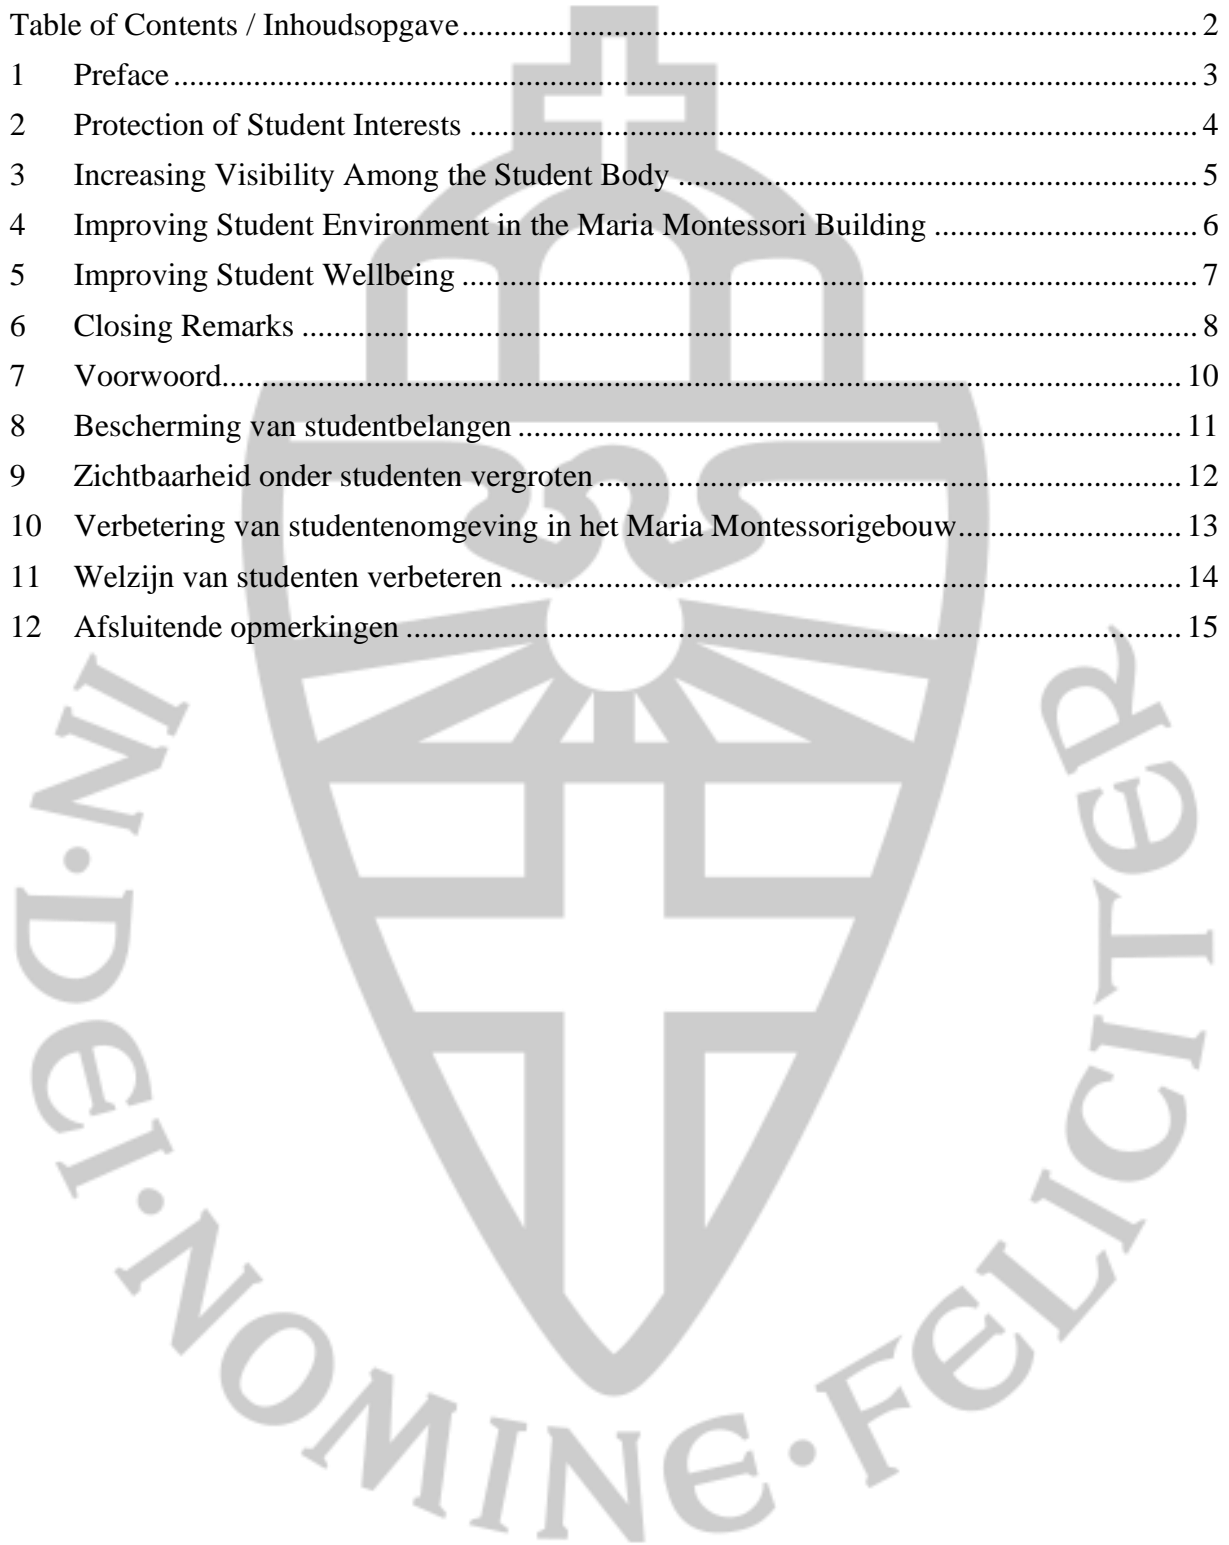 Table of Contents / Inhoudsopgave 2
1 Preface 3
2 Protection of Student Interests 4
3 Increasing Visibility Among the Student Body 5
4 Improving Student Environment in the Maria Montessori Building 6
5 Improving Student Wellbeing 7
6 Closing Remarks 8
7 Voorwoord 10
8 Bescherming van studentbelangen 11
9 Zichtbaarheid onder studenten vergroten 12
10 Verbetering van studentenomgeving in het Maria Montessorigebouw 13
11 Welzijn van studenten verbeteren 14
12 Afsluitende opmerkingen 15
IN·DEI·NOMINE·FELICITER